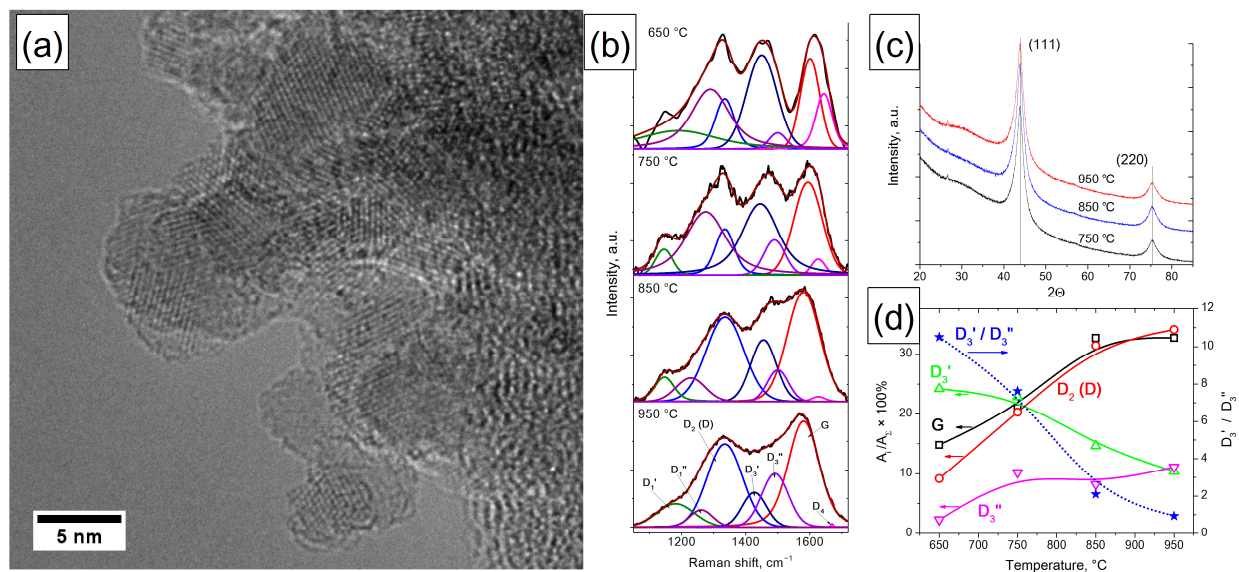 (a)
5 nm
(b)
650 °C
750 °C
850 °C
950 °C
D₂ (D)
G
D₁"
D₃"
D₁'
D₃'
D₄
Intensity, a.u.
1200 1400 1600
Raman shift, cm⁻¹
(c)
(111)
(220)
950 °C
850 °C
750 °C
Intensity, a.u.
20 30 40 50 60 70 80
2Θ
(d)
12
10
8
6
4
2
0
30
20
10
0
D₃' / D₃"
D₃'
D₂ (D)
G
D₃"
Aᵢ/A_Σ × 100%
D₃' / D₃"
650 700 750 800 850 900 950
Temperature, °C